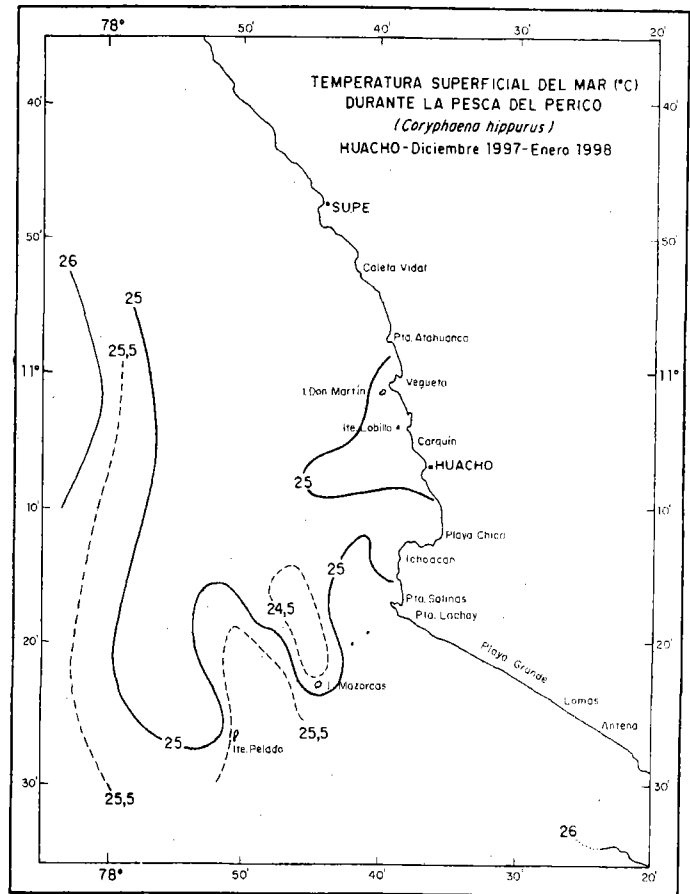 78°
50'
40'
30'
20'
TEMPERATURA SUPERFICIAL DEL MAR (°C)
DURANTE LA PESCA DEL PERICO
(Coryphaena hippurus)
HUACHO-Diciembre 1997-Enero 1998
40'
40'
SUPE
50'
50'
26
Caleta Vidal
25
Pta. Atahuanca
25,5
11°
11°
Vegueta
I. Don Martín
Ite. Lobillo
Carquín
HUACHO
25
10'
10'
Playa Chica
Ichoacan
25
24,5
Pta. Salinas
Pta. Lachay
20'
20'
Playa Grande
I. Mazorcas
Lomas
25,5
Antena
25
Ite. Pelado
30'
30'
25,5
26
78°
50'
40'
30'
20'